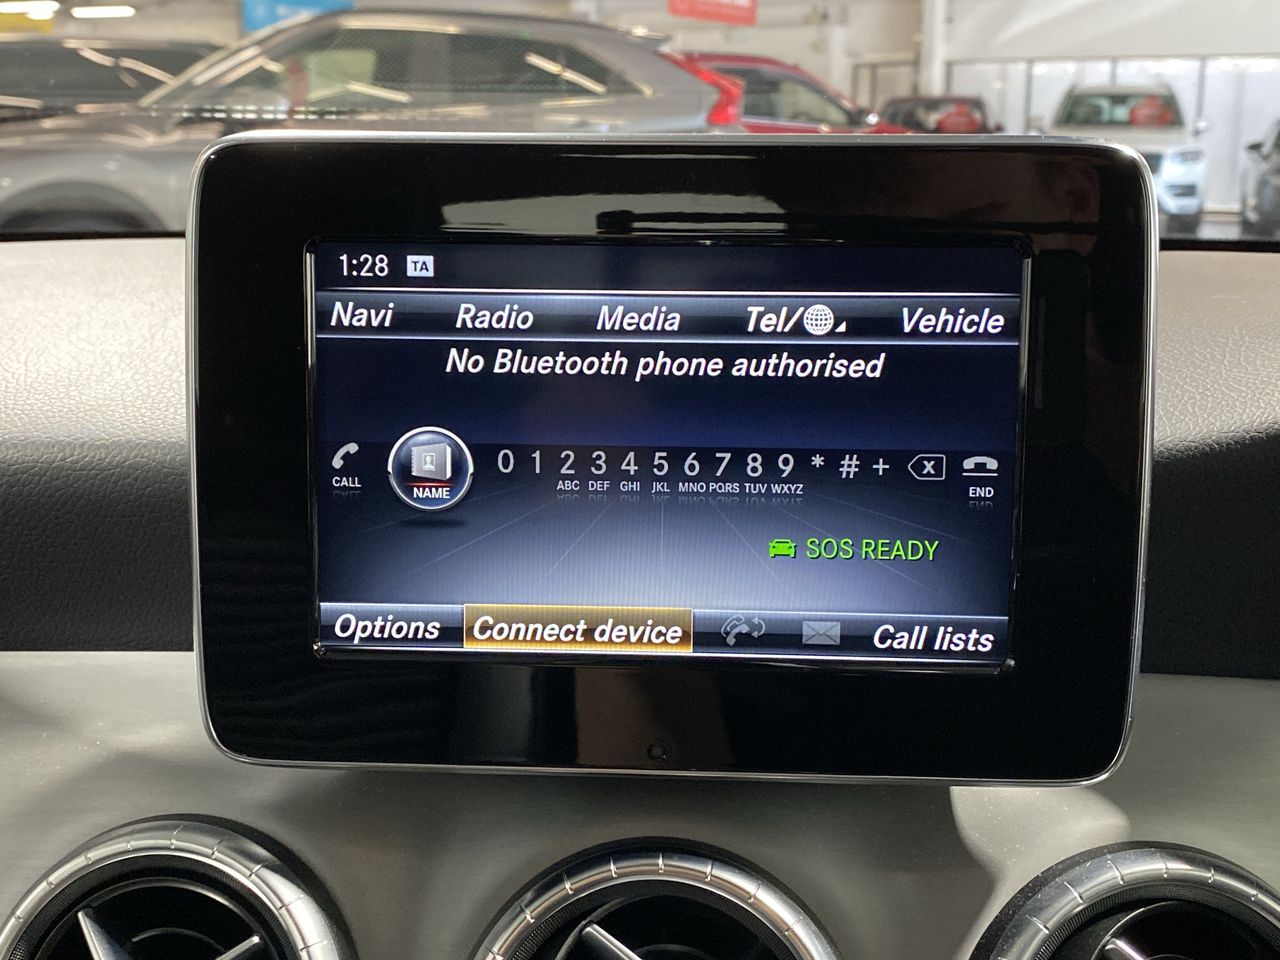 1:28 TA
Navi Radio Media Tel/ Vehicle
No Bluetooth phone authorised
CALL NAME 0 1 2 ABC 3 DEF 4 GHI 5 JKL 6 MNO 7 PQRS 8 TUV 9 WXYZ * # + X END
SOS READY
Options Connect device Call lists